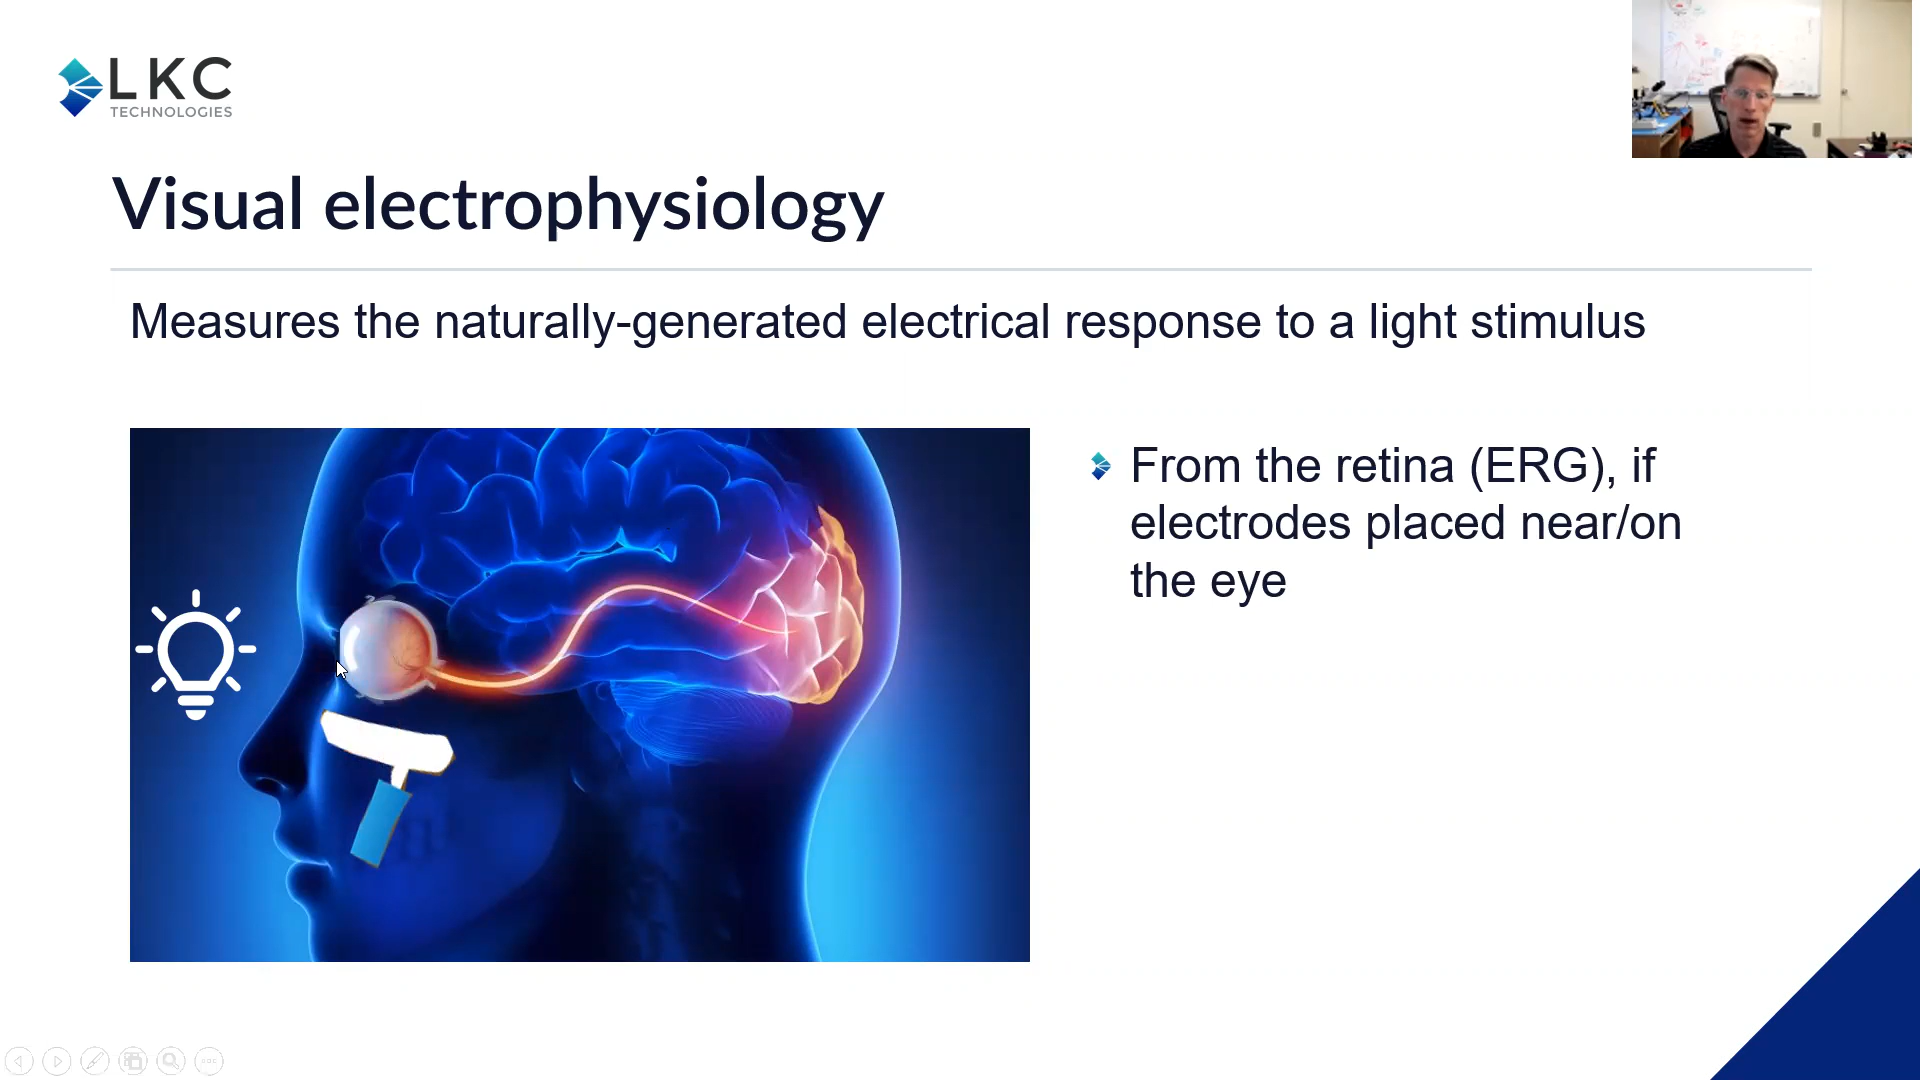 LKC
TECHNOLOGIES
Visual electrophysiology
Measures the naturally-generated electrical response to a light stimulus
From the retina (ERG), if
electrodes placed near/on
the eye